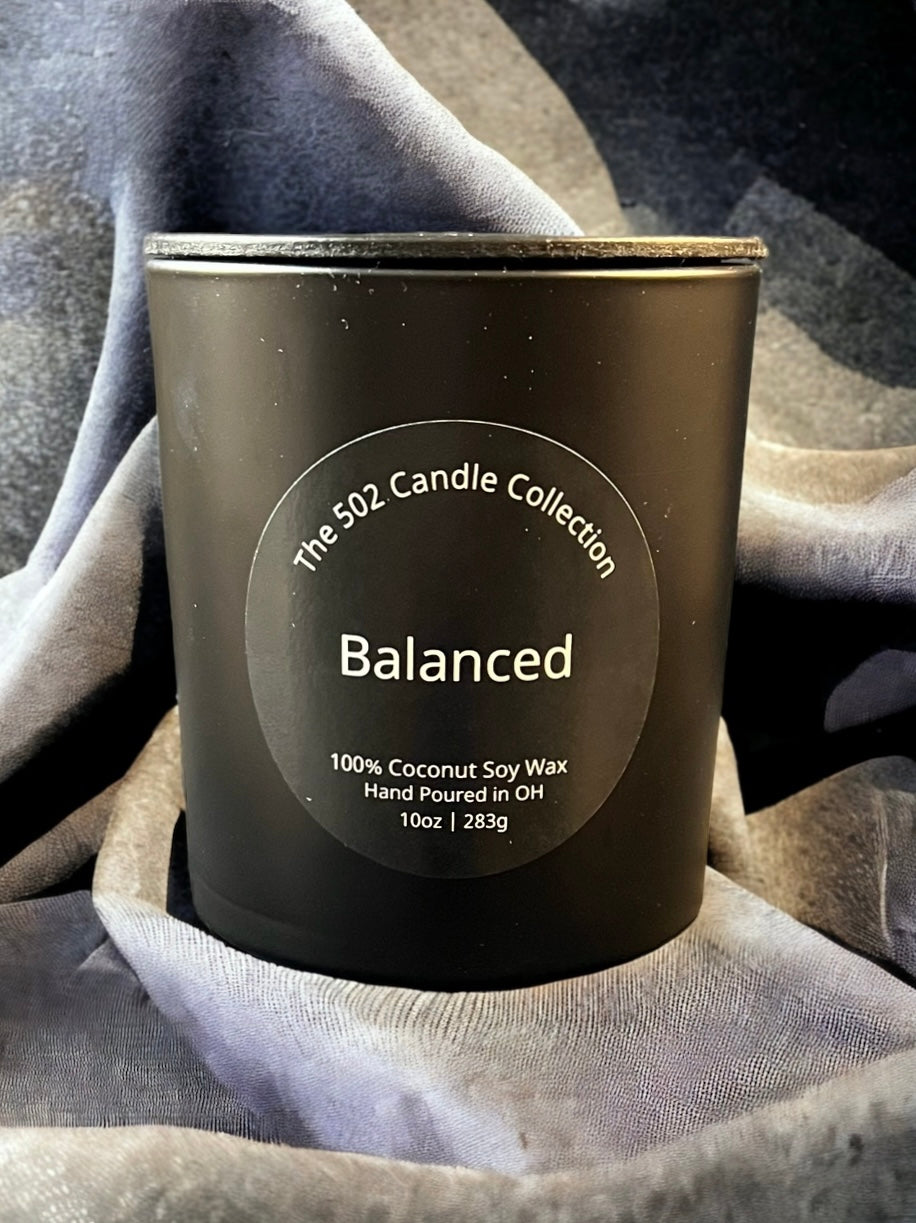 The 502 Candle Collection
Balanced
100% Coconut Soy Wax
Hand Poured in OH
10oz | 283g